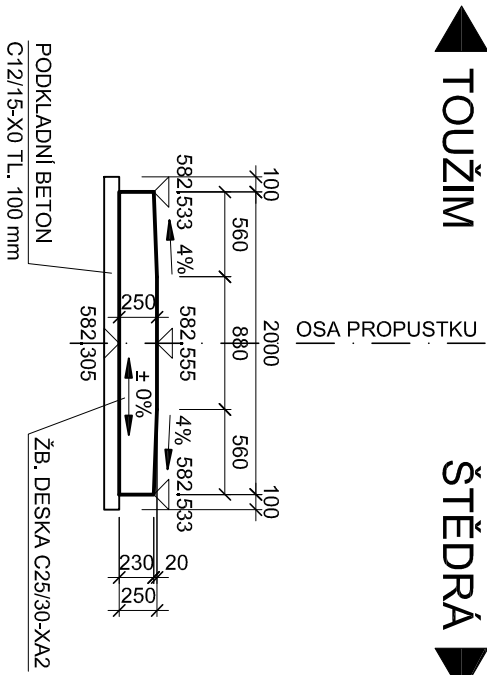 TOUŽIM
ŠTĚDRÁ
OSA PROPUSTKU
100
2000
100
560
880
560
582.533
4%
582.555
4%
582.533
250
± 0%
582.305
20
230
250
PODKLADNÍ BETON
C12/15-X0 TL. 100 mm
ŽB. DESKA C25/30-XA2